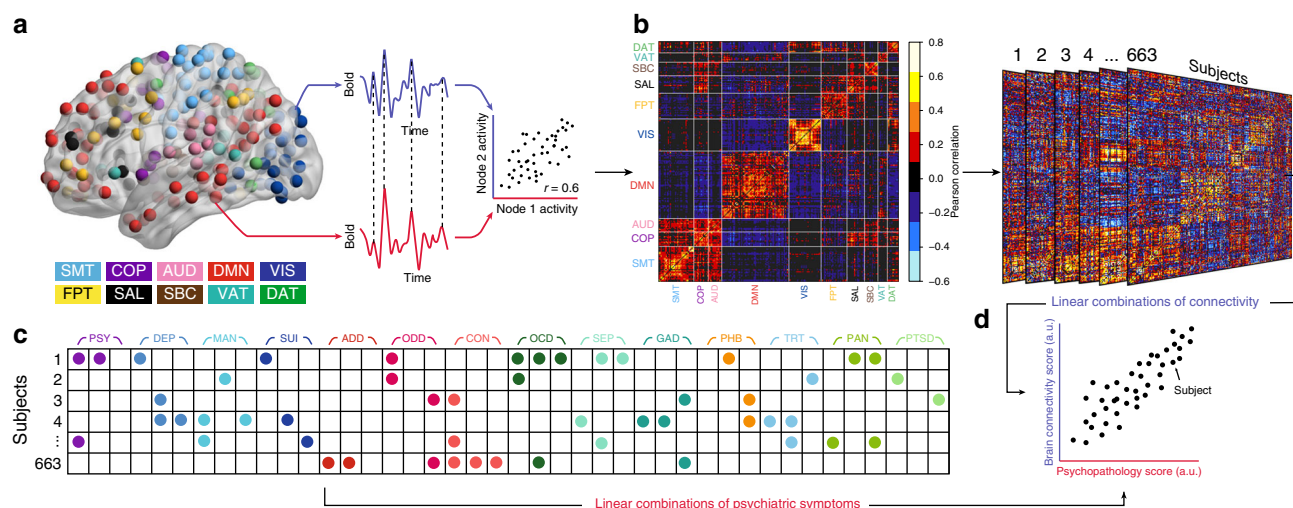 a
Bold
Time
Bold
Time
Node 2 activity
r = 0.6
Node 1 activity
SMT COP AUD DMN VIS
FPT SAL SBC VAT DAT
b
DAT
VAT
SBC
SAL
FPT
VIS
DMN
AUD
COP
SMT
SMT COP AUD DMN VIS FPT SAL SBC VAT DAT
0.8
0.6
0.4
0.2
0.0
−0.2
−0.4
−0.6
Pearson correlation
1 2 3 4 ... 663
Subjects
Linear combinations of connectivity
c
PSY DEP MAN SUI ADD ODD CON OCD SEP GAD PHB TRT PAN PTSD
Subjects
1
2
3
4
⋮
663
Linear combinations of psychiatric symptoms
d
Brain connectivity score (a.u.)
Subject
Psychopathology score (a.u.)